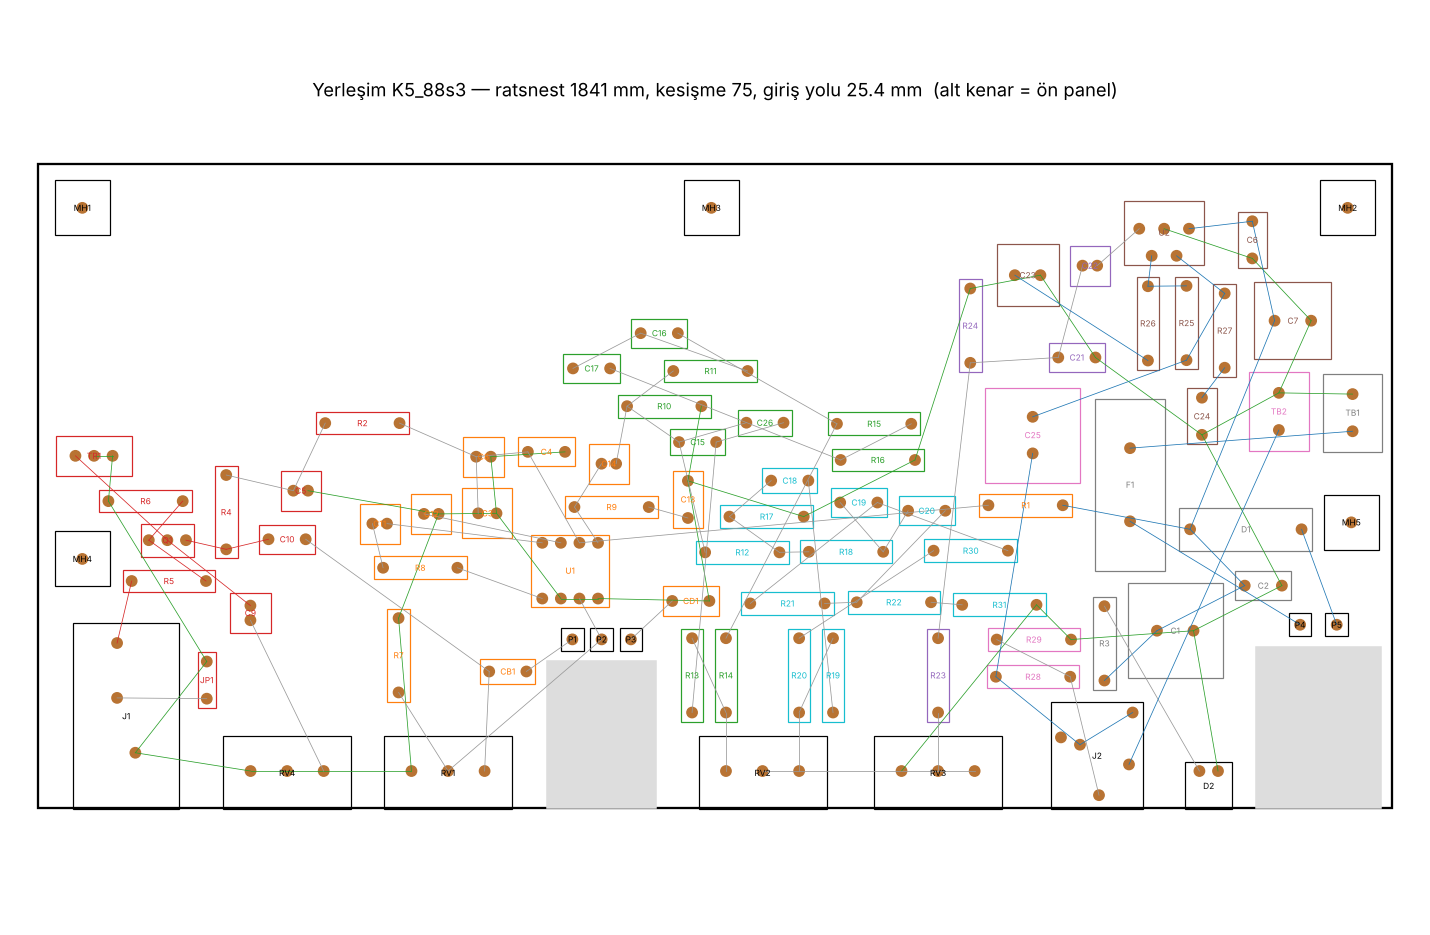 Yerleşim K5_88s3 — ratsnest 1841 mm, kesişme 75, giriş yolu 25.4 mm (alt kenar = ön panel)
MH1
MH3
MH2
C6
C23
R24
R26
R25
R27
C7
C16
C17
R11
C21
R10
C26
R15
C15
R16
C24
TB2
TB1
C25
R2
C4
R6
R4
R9
C18
C19
C20
R17
R1
F1
D1
MH5
MH4
C10
R5
R8
U1
R12
R18
R30
C2
CD1
R21
R22
R31
C1
P1
P2
P3
P4
P5
R29
R3
R7
JP1
CB1
R13
R14
R20
R19
R23
R28
J1
RV4
RV1
RV2
RV3
J2
D2